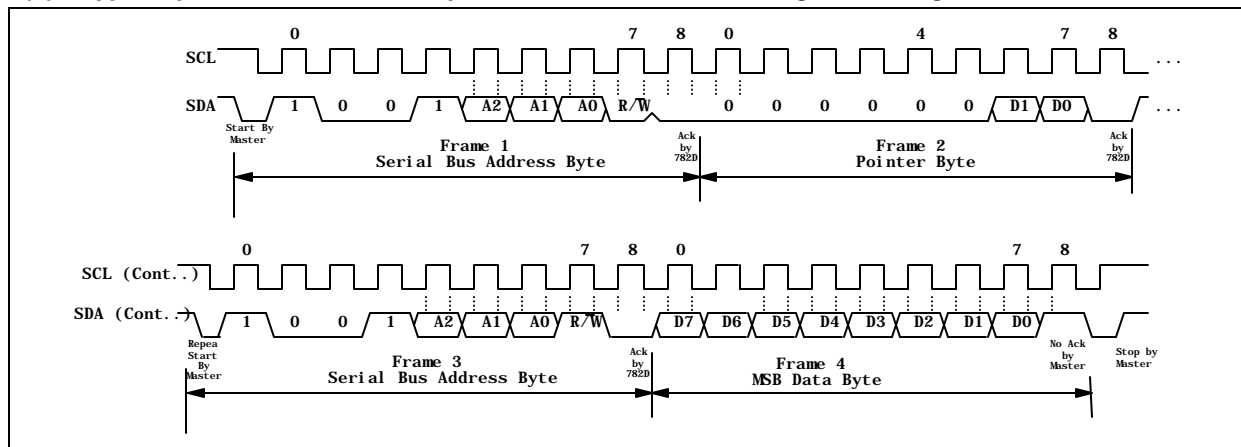 0 7 8 0 4 7 8
SCL ...
SDA 1 0 0 1 A2 A1 A0 R/W 0 0 0 0 0 0 D1 D0 ...
Start By
Master
Ack
by
782D
Ack
by
782D
Frame 1
Serial Bus Address Byte
Frame 2
Pointer Byte
0 7 8 0 7 8
SCL (Cont..)
SDA (Cont..) 1 0 0 1 A2 A1 A0 R/W D7 D6 D5 D4 D3 D2 D1 D0
Repea
Start
By
Master
Ack
by
782D
No Ack
by
Master
Stop by
Master
Frame 3
Serial Bus Address Byte
Frame 4
MSB Data Byte